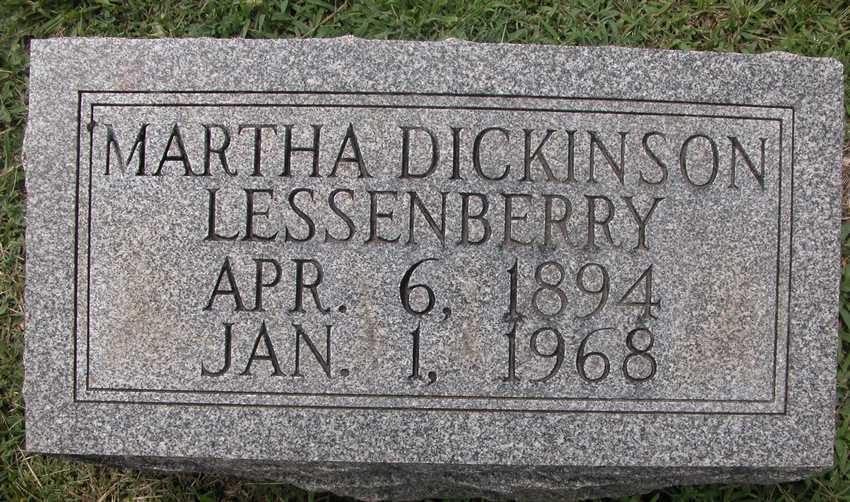 MARTHA DICKINSON
LESSENBERRY
APR. 6, 1894
JAN. 1, 1968